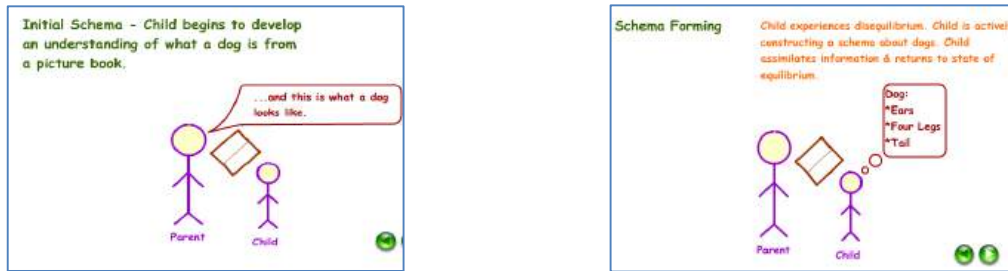 Initial Schema - Child begins to develop
an understanding of what a dog is from
a picture book.
...and this is what a dog
looks like.
Parent
Child
Schema Forming
Child experiences disequilibrium. Child is activel
constructing a schema about dogs. Child
assimilates information & returns to state of
equilibrium.
Dog:
*Ears
*Four Legs
*Tail
Parent
Child